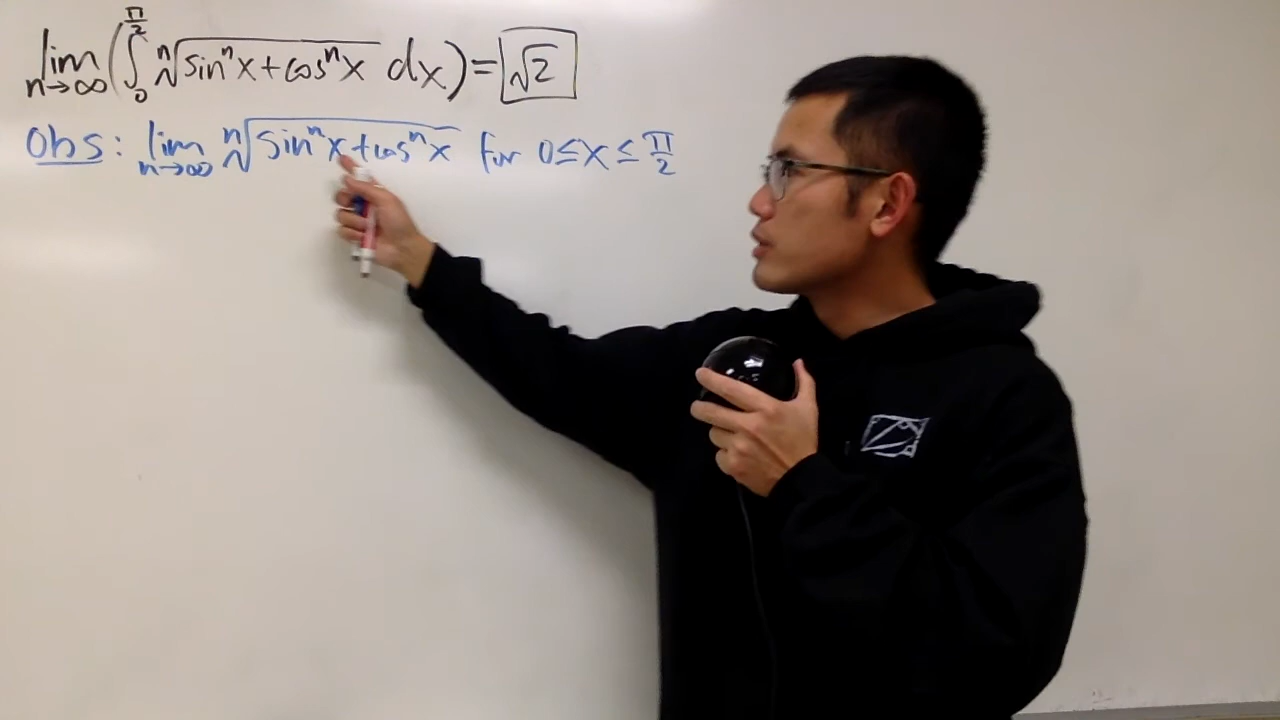 lim n→∞ (∫₀^(π/2) ⁿ√(sinⁿx+cosⁿx) dx) = √2
Obs: lim n→∞ ⁿ√(sinⁿx+cosⁿx) for 0≤x≤π/2